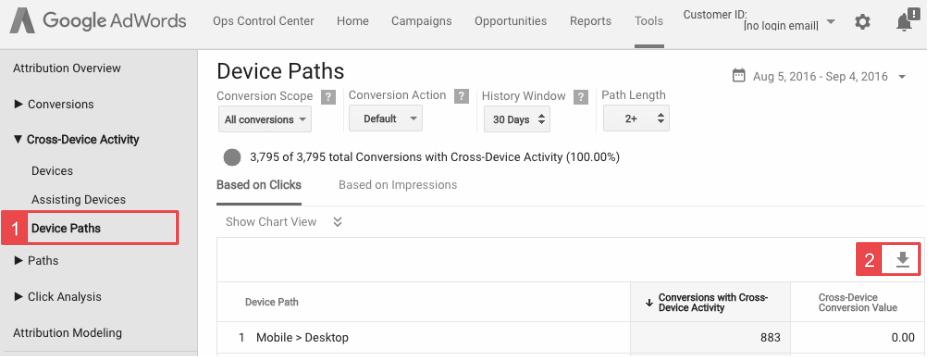 Google AdWords
Ops Control Center Home Campaigns Opportunities Reports Tools
Customer ID:
[no login email]
!
Attribution Overview
Conversions
Cross-Device Activity
Devices
Assisting Devices
1 Device Paths
Paths
Click Analysis
Attribution Modeling
Device Paths
Aug 5, 2016 - Sep 4, 2016
Conversion Scope ? Conversion Action ? History Window ? Path Length
All conversions Default 30 Days 2+
3,795 of 3,795 total Conversions with Cross-Device Activity (100.00%)
Based on Clicks Based on Impressions
Show Chart View
2
Device Path
Conversions with Cross-
Device Activity
Cross-Device
Conversion Value
1 Mobile > Desktop 883 0.00